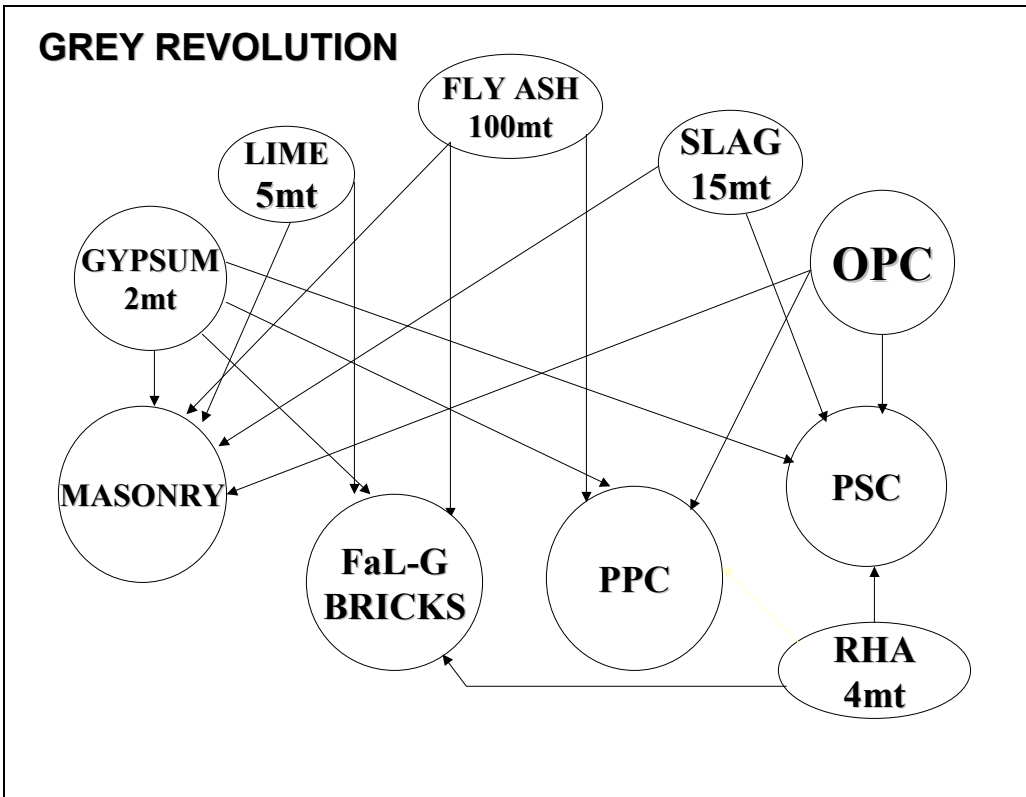 GREY REVOLUTION
FLY ASH
100mt
LIME
5mt
SLAG
15mt
GYPSUM
2mt
OPC
MASONRY
FaL-G
BRICKS
PPC
PSC
RHA
4mt